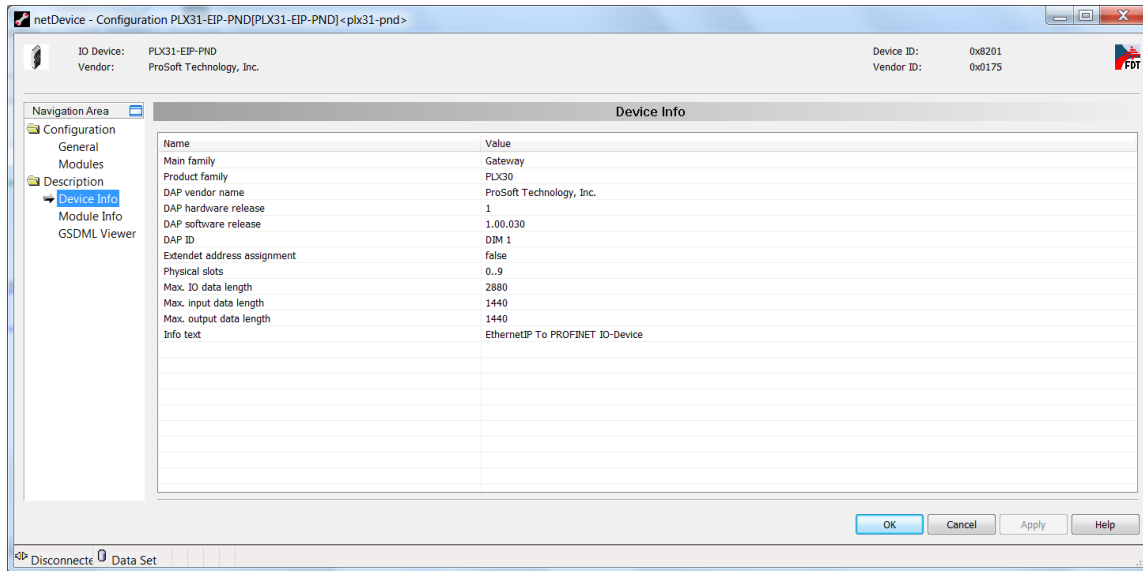 netDevice - Configuration PLX31-EIP-PND[PLX31-EIP-PND]<plx31-pnd>
IO Device: PLX31-EIP-PND Device ID: 0x8201
Vendor: ProSoft Technology, Inc. Vendor ID: 0x0175
FDT
Navigation Area
Device Info
Configuration
General
Modules
Description
Device Info
Module Info
GSDML Viewer
Name Value
Main family Gateway
Product family PLX30
DAP vendor name ProSoft Technology, Inc.
DAP hardware release 1
DAP software release 1.00.030
DAP ID DIM 1
Extendet address assignment false
Physical slots 0..9
Max. IO data length 2880
Max. input data length 1440
Max. output data length 1440
Info text EthernetIP To PROFINET IO-Device
OK Cancel Apply Help
Disconnecte Data Set